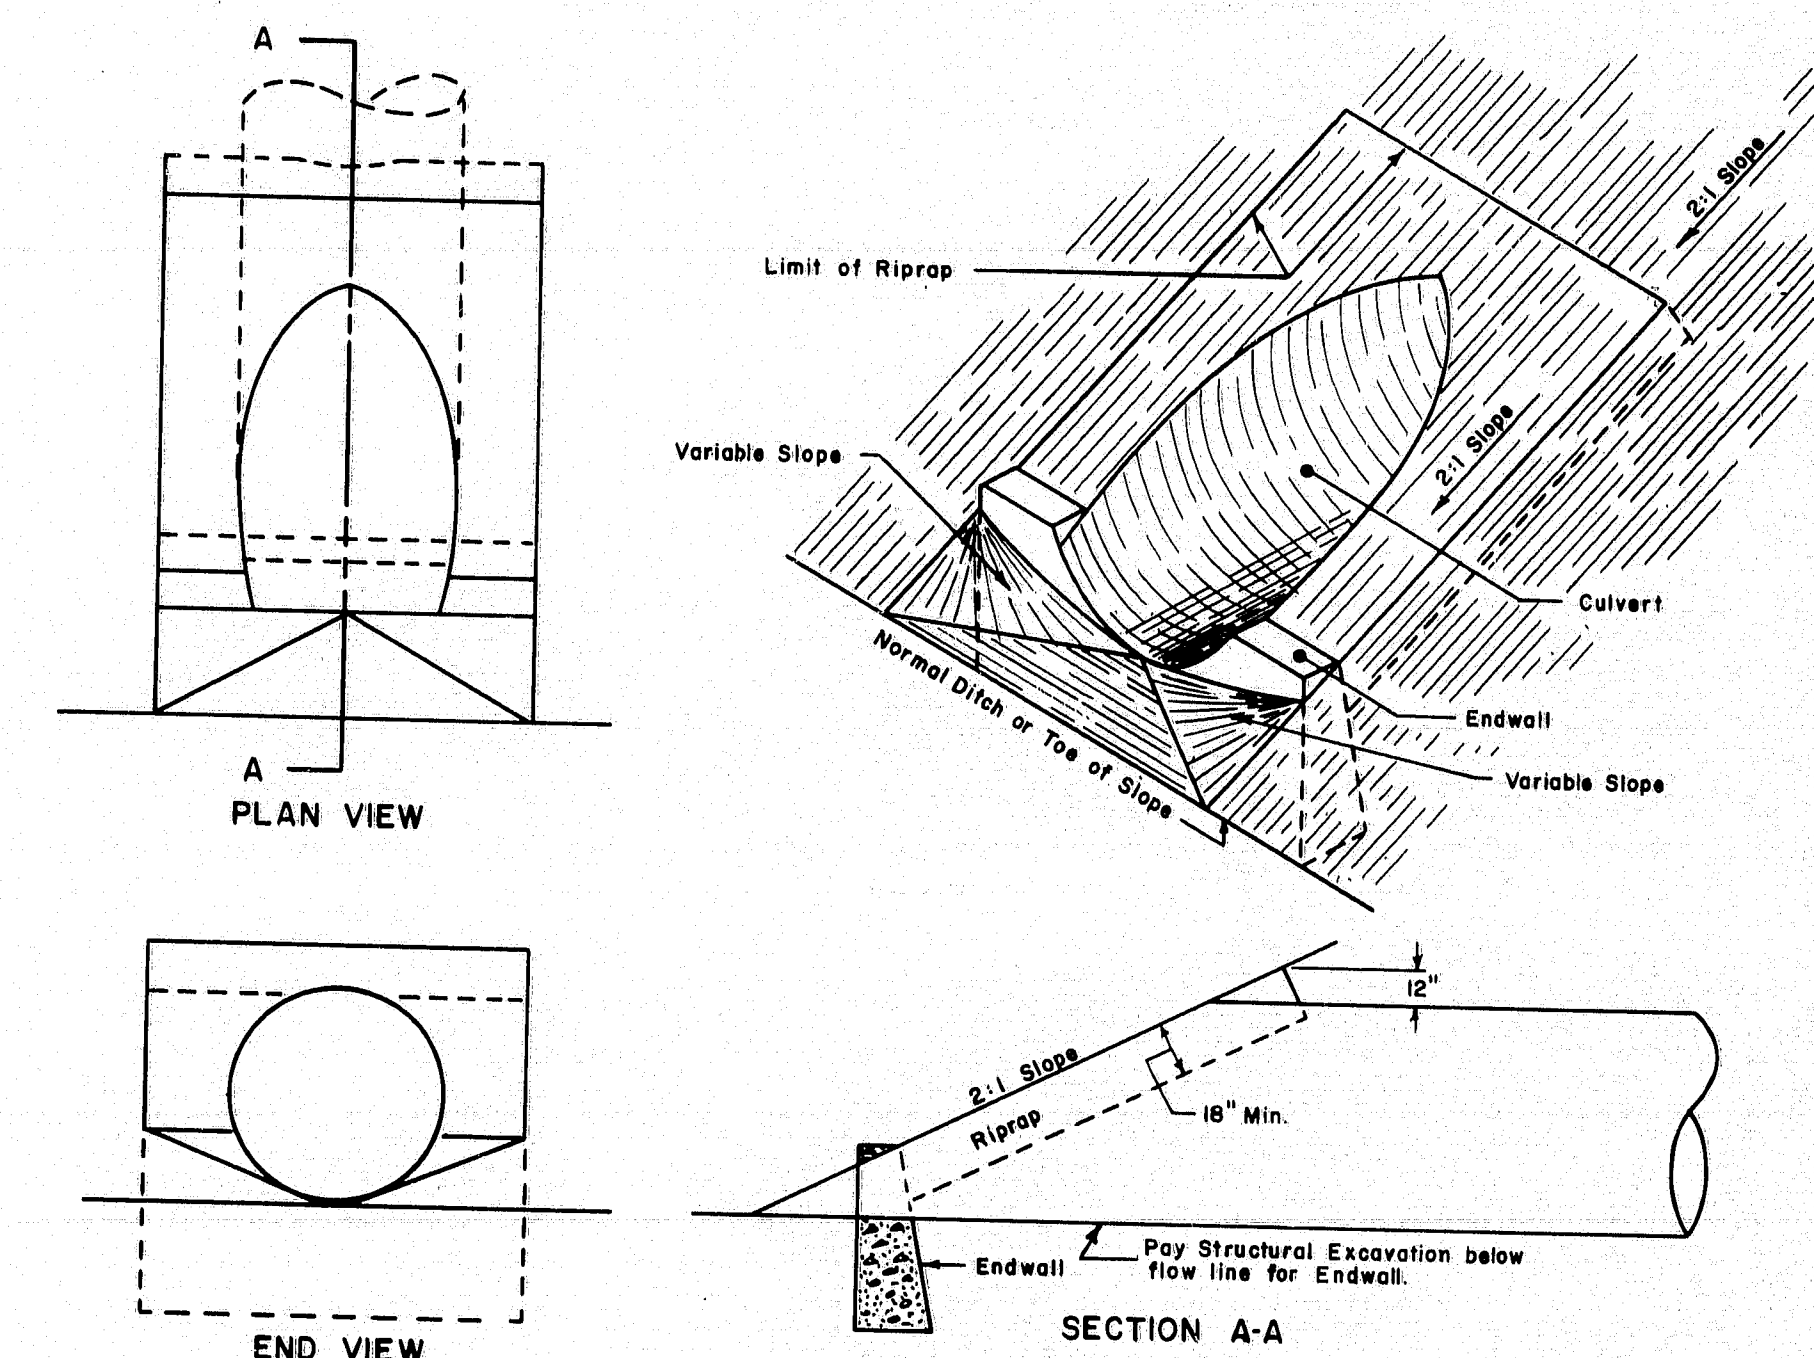 A
A
PLAN VIEW
2:1 Slope
Limit of Riprap
Variable Slope
2:1 Slope
Culvert
Normal Ditch or Toe of Slope
Endwall
Variable Slope
END VIEW
12"
2:1 Slope
Riprap
18" Min.
Endwall
Pay Structural Excavation below
flow line for Endwall.
SECTION A-A